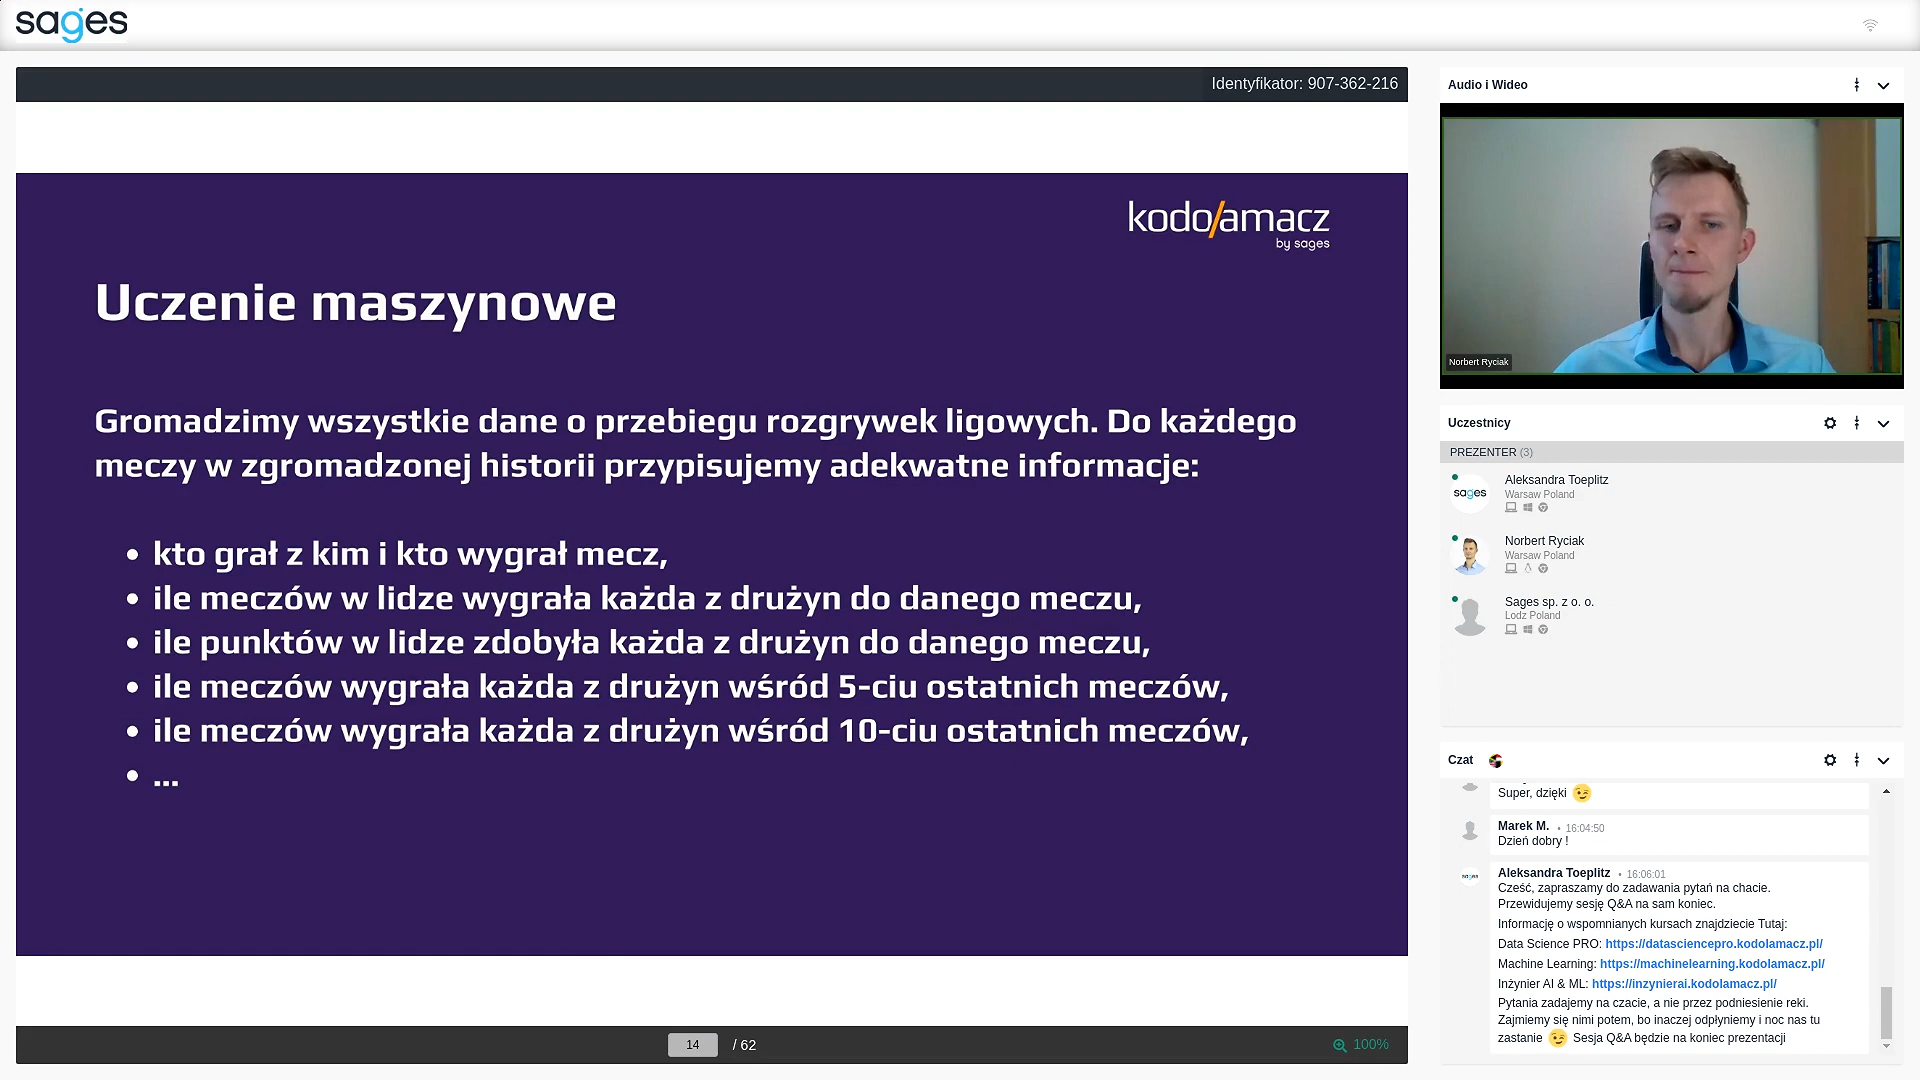 sages
Identyfikator: 907-362-216
kodo/amacz
by sages
Uczenie maszynowe
Gromadzimy wszystkie dane o przebiegu rozgrywek ligowych. Do każdego
meczy w zgromadzonej historii przypisujemy adekwatne informacje:
• kto grał z kim i kto wygrał mecz,
• ile meczów w lidze wygrała każda z drużyn do danego meczu,
• ile punktów w lidze zdobyła każda z drużyn do danego meczu,
• ile meczów wygrała każda z drużyn wśród 5-ciu ostatnich meczów,
• ile meczów wygrała każda z drużyn wśród 10-ciu ostatnich meczów,
• ...
14 / 62
100%
Audio i Wideo
Norbert Ryciak
Uczestnicy
PREZENTER (3)
sages
Aleksandra Toeplitz
Warsaw Poland
Norbert Ryciak
Warsaw Poland
Sages sp. z o. o.
Lodz Poland
Czat
Super, dzięki 😉
Marek M. • 16:04:50
Dzień dobry !
sages
Aleksandra Toeplitz • 16:06:01
Cześć, zapraszamy do zadawania pytań na chacie.
Przewidujemy sesję Q&A na sam koniec.
Informację o wspomnianych kursach znajdziecie Tutaj:
Data Science PRO: https://datasciencepro.kodolamacz.pl/
Machine Learning: https://machinelearning.kodolamacz.pl/
Inżynier AI & ML: https://inzynierai.kodolamacz.pl/
Pytania zadajemy na czacie, a nie przez podniesienie reki.
Zajmiemy się nimi potem, bo inaczej odpłyniemy i noc nas tu
zastanie 😉 Sesja Q&A będzie na koniec prezentacji